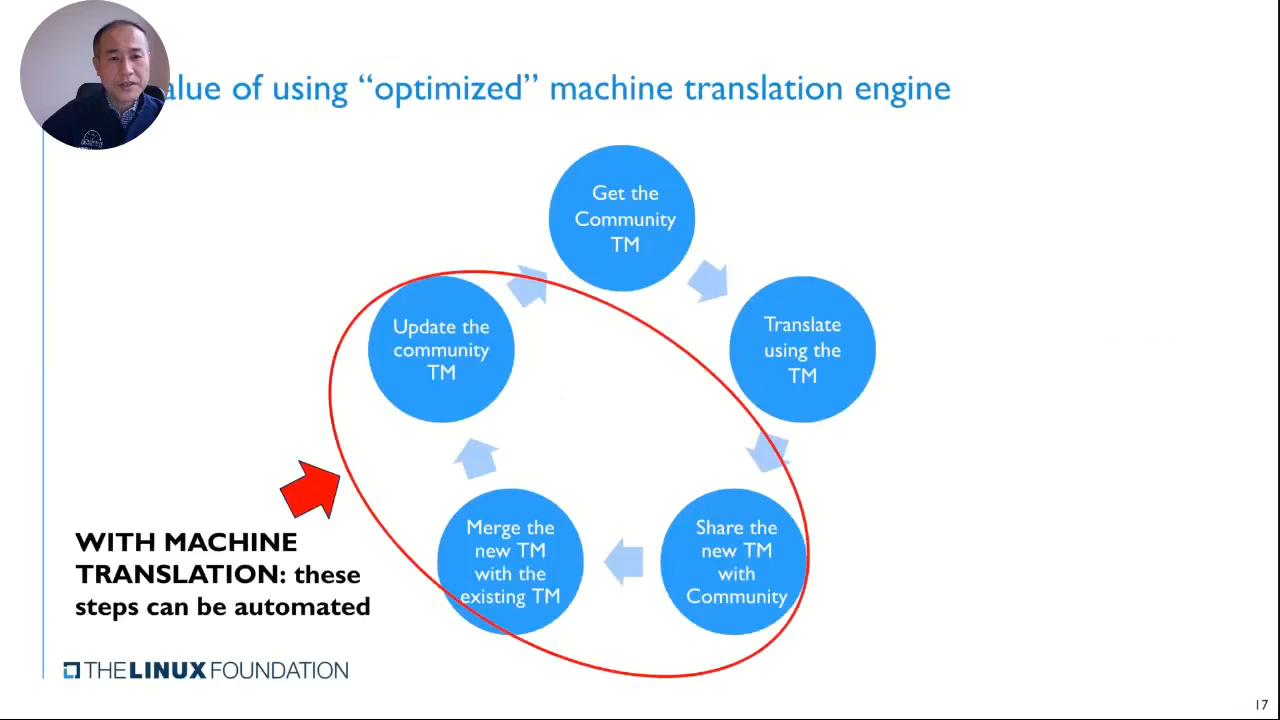 alue of using “optimized” machine translation engine
Get the
Community
TM
Translate
using the
TM
Share the
new TM
with
Community
Merge the
new TM
with the
existing TM
Update the
community
TM
WITH MACHINE
TRANSLATION: these
steps can be automated
THE LINUX FOUNDATION
17